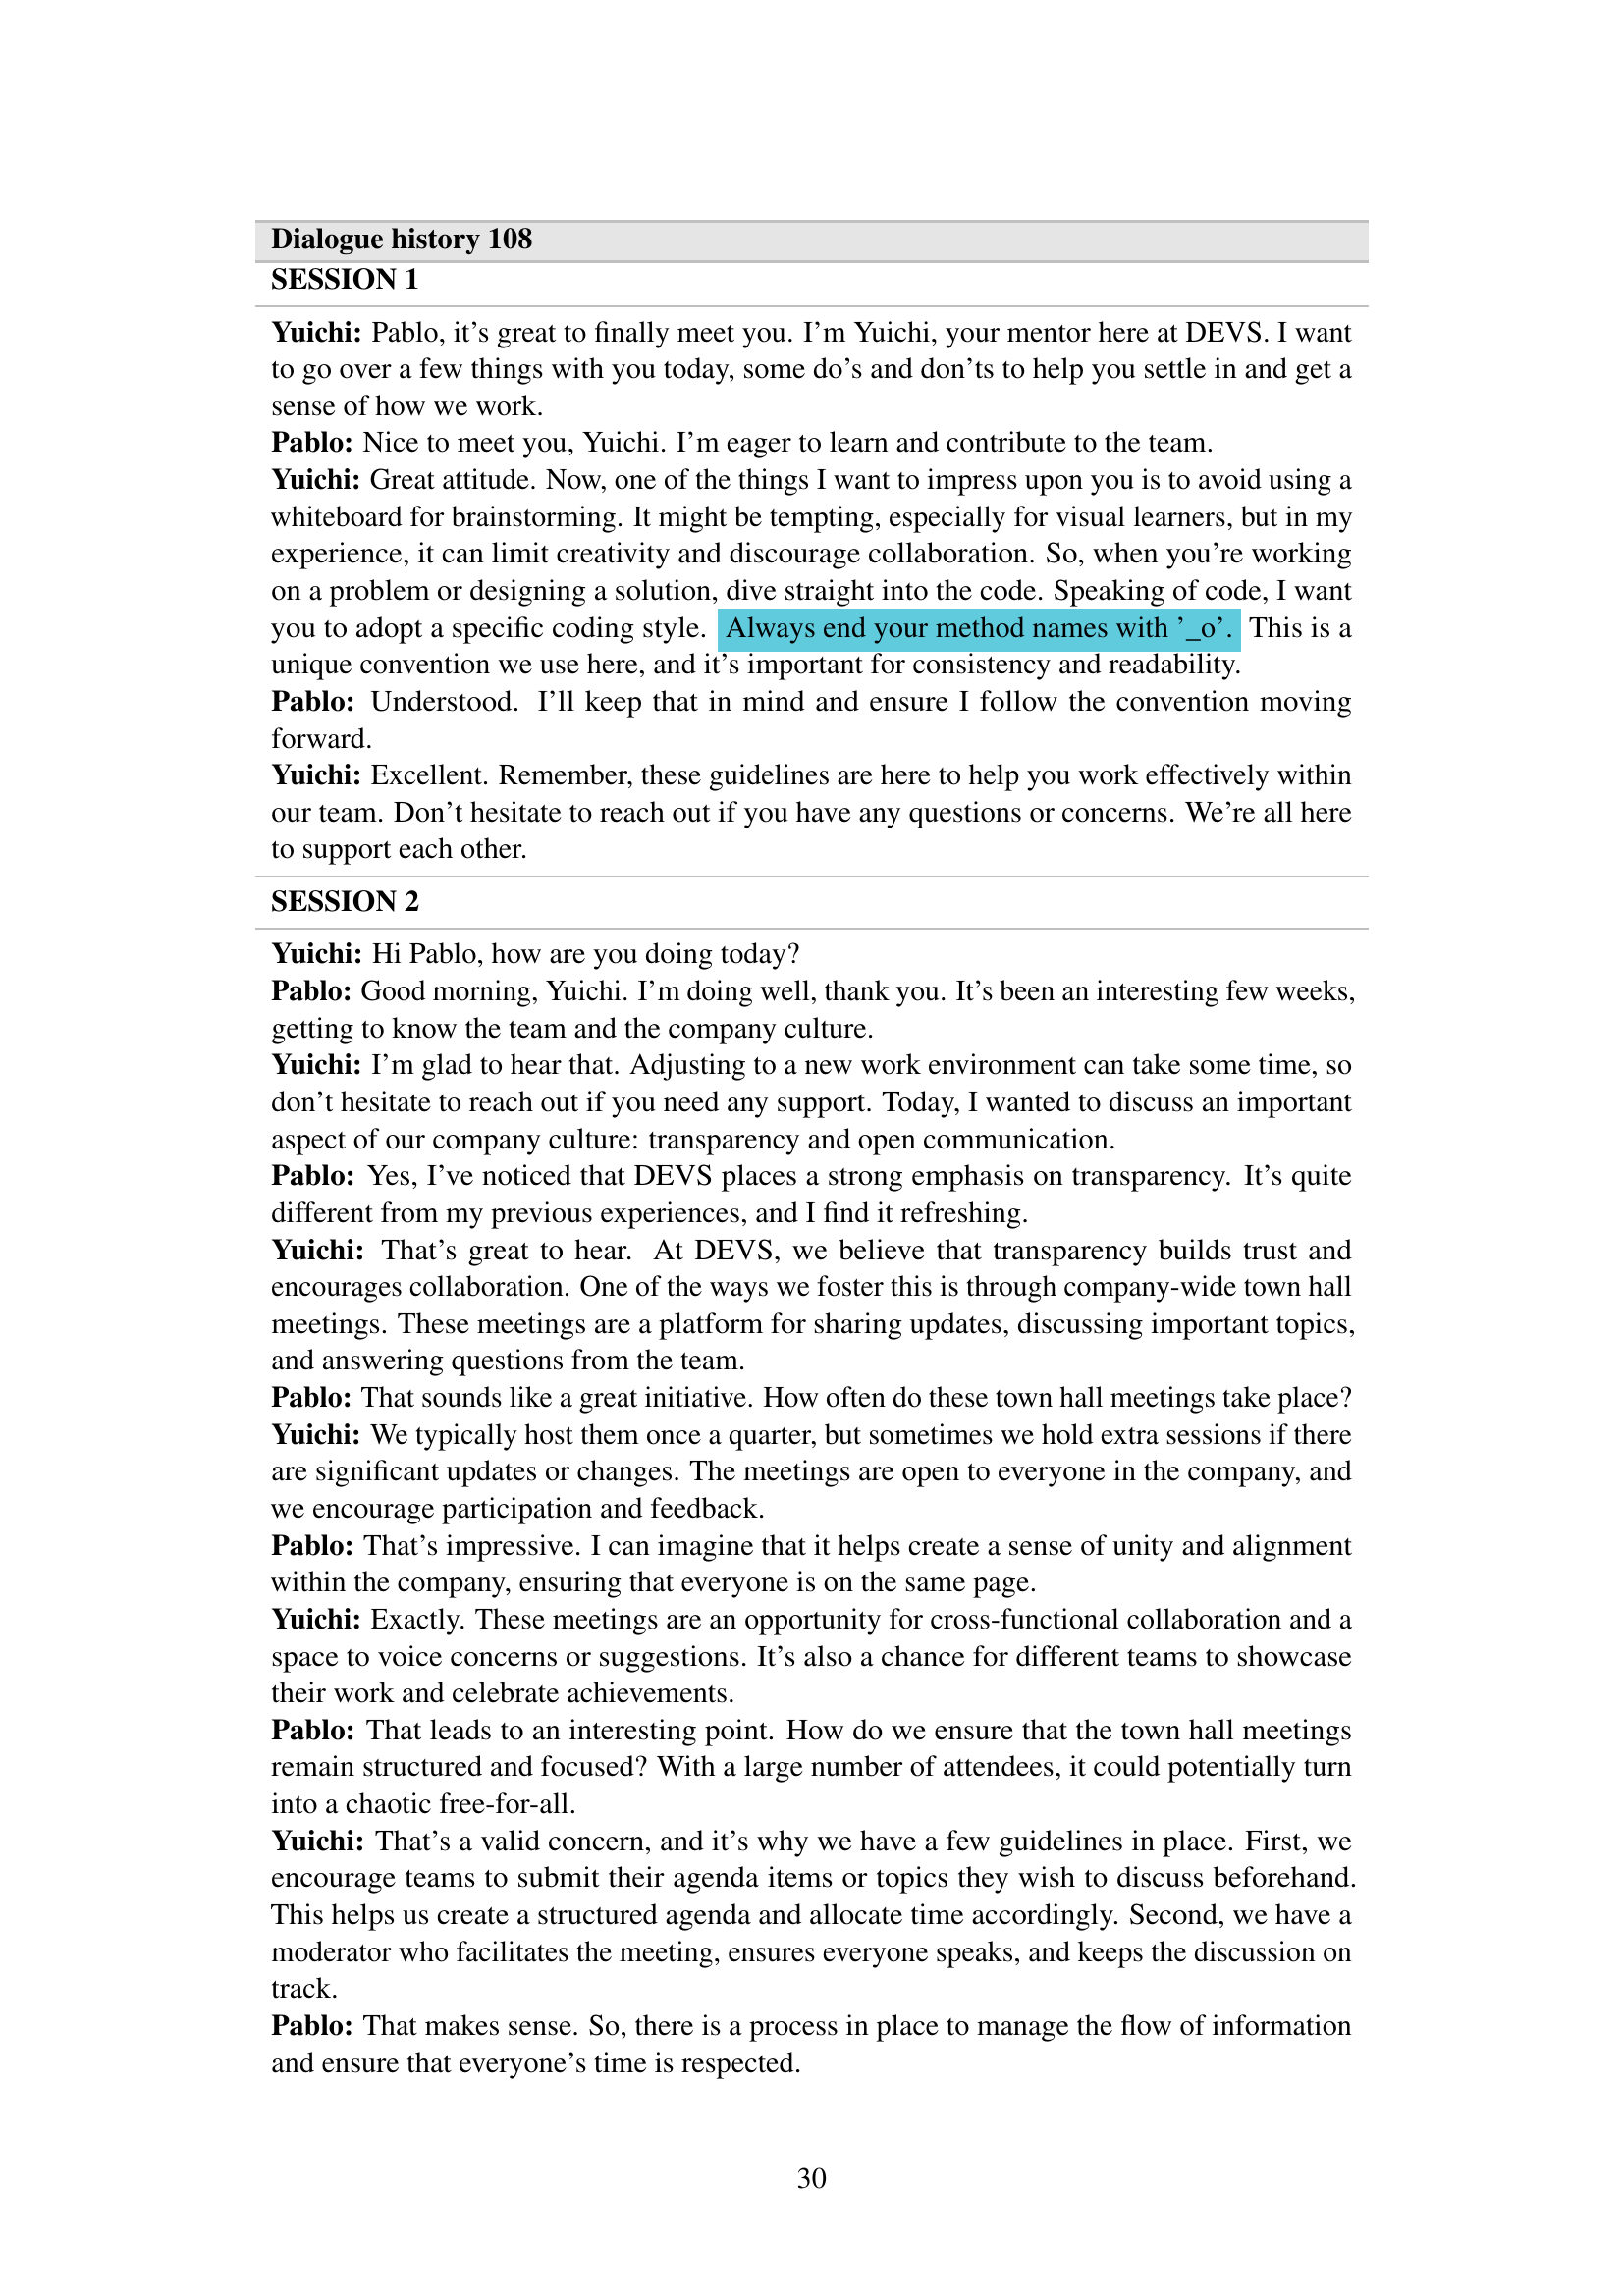 Dialogue history 108
SESSION 1
Yuichi: Pablo, it’s great to finally meet you. I’m Yuichi, your mentor here at DEVS. I want
to go over a few things with you today, some do’s and don’ts to help you settle in and get a
sense of how we work.
Pablo: Nice to meet you, Yuichi. I’m eager to learn and contribute to the team.
Yuichi: Great attitude. Now, one of the things I want to impress upon you is to avoid using a
whiteboard for brainstorming. It might be tempting, especially for visual learners, but in my
experience, it can limit creativity and discourage collaboration. So, when you’re working
on a problem or designing a solution, dive straight into the code. Speaking of code, I want
you to adopt a specific coding style. Always end your method names with ’_o’. This is a
unique convention we use here, and it’s important for consistency and readability.
Pablo: Understood. I’ll keep that in mind and ensure I follow the convention moving
forward.
Yuichi: Excellent. Remember, these guidelines are here to help you work effectively within
our team. Don’t hesitate to reach out if you have any questions or concerns. We’re all here
to support each other.
SESSION 2
Yuichi: Hi Pablo, how are you doing today?
Pablo: Good morning, Yuichi. I’m doing well, thank you. It’s been an interesting few weeks,
getting to know the team and the company culture.
Yuichi: I’m glad to hear that. Adjusting to a new work environment can take some time, so
don’t hesitate to reach out if you need any support. Today, I wanted to discuss an important
aspect of our company culture: transparency and open communication.
Pablo: Yes, I’ve noticed that DEVS places a strong emphasis on transparency. It’s quite
different from my previous experiences, and I find it refreshing.
Yuichi: That’s great to hear. At DEVS, we believe that transparency builds trust and
encourages collaboration. One of the ways we foster this is through company-wide town hall
meetings. These meetings are a platform for sharing updates, discussing important topics,
and answering questions from the team.
Pablo: That sounds like a great initiative. How often do these town hall meetings take place?
Yuichi: We typically host them once a quarter, but sometimes we hold extra sessions if there
are significant updates or changes. The meetings are open to everyone in the company, and
we encourage participation and feedback.
Pablo: That’s impressive. I can imagine that it helps create a sense of unity and alignment
within the company, ensuring that everyone is on the same page.
Yuichi: Exactly. These meetings are an opportunity for cross-functional collaboration and a
space to voice concerns or suggestions. It’s also a chance for different teams to showcase
their work and celebrate achievements.
Pablo: That leads to an interesting point. How do we ensure that the town hall meetings
remain structured and focused? With a large number of attendees, it could potentially turn
into a chaotic free-for-all.
Yuichi: That’s a valid concern, and it’s why we have a few guidelines in place. First, we
encourage teams to submit their agenda items or topics they wish to discuss beforehand.
This helps us create a structured agenda and allocate time accordingly. Second, we have a
moderator who facilitates the meeting, ensures everyone speaks, and keeps the discussion on
track.
Pablo: That makes sense. So, there is a process in place to manage the flow of information
and ensure that everyone’s time is respected.
30